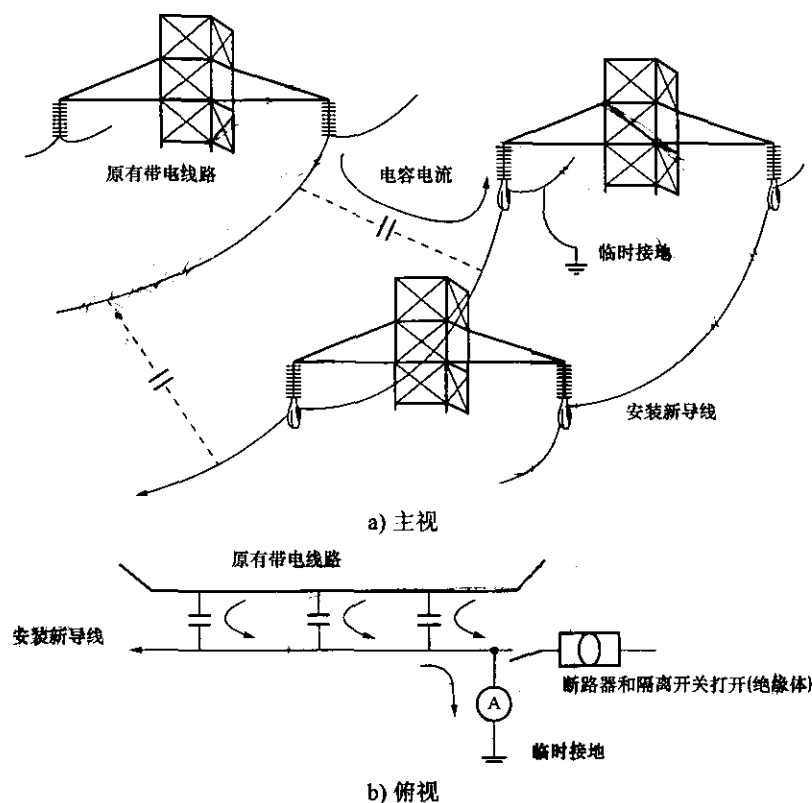 原有带电线路
电容电流
临时接地
安装新导线
a) 主视
原有带电线路
安装新导线
断路器和隔离开关打开(绝缘体)
A
临时接地
b) 俯视